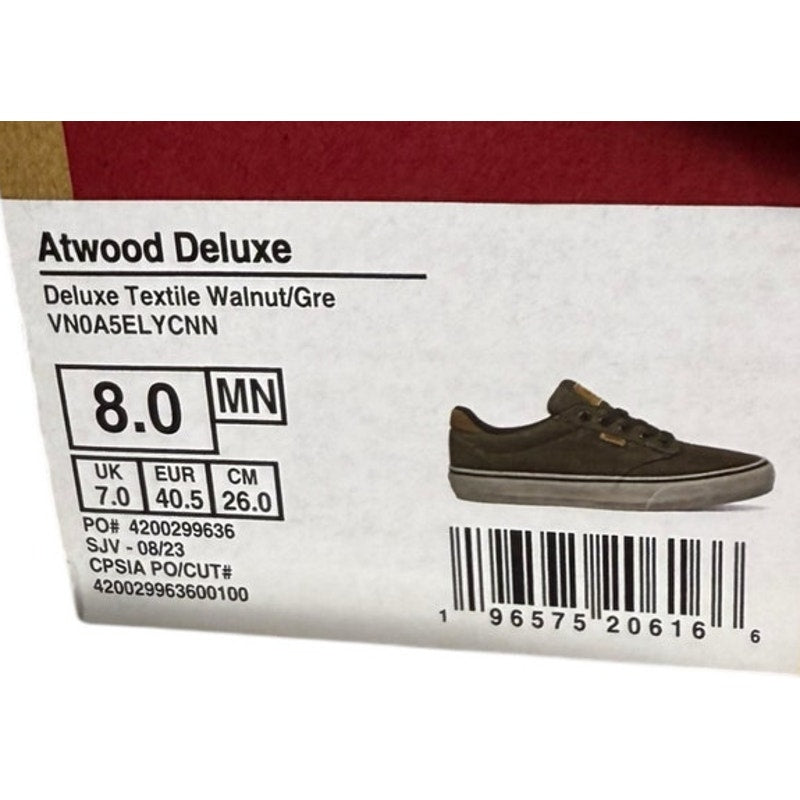 Atwood Deluxe
Deluxe Textile Walnut/Gre
VN0A5ELYCNN
8.0 MN
UK EUR CM
7.0 40.5 26.0
PO# 4200299636
SJV - 08/23
CPSIA PO/CUT#
420029963600100
1 96575 20616 6